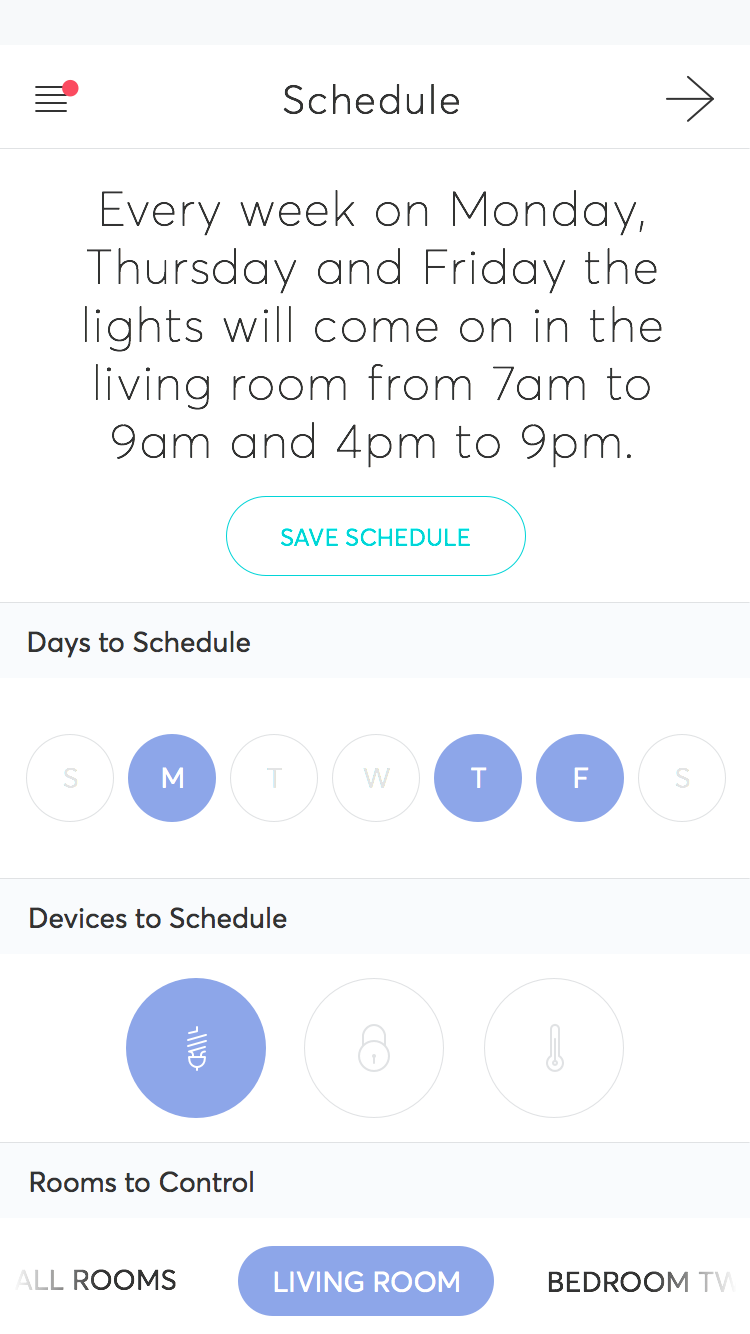 Schedule
Every week on Monday,
Thursday and Friday the
lights will come on in the
living room from 7am to
9am and 4pm to 9pm.
SAVE SCHEDULE
Days to Schedule
S M T W T F S
Devices to Schedule
Rooms to Control
ALL ROOMS LIVING ROOM BEDROOM TW